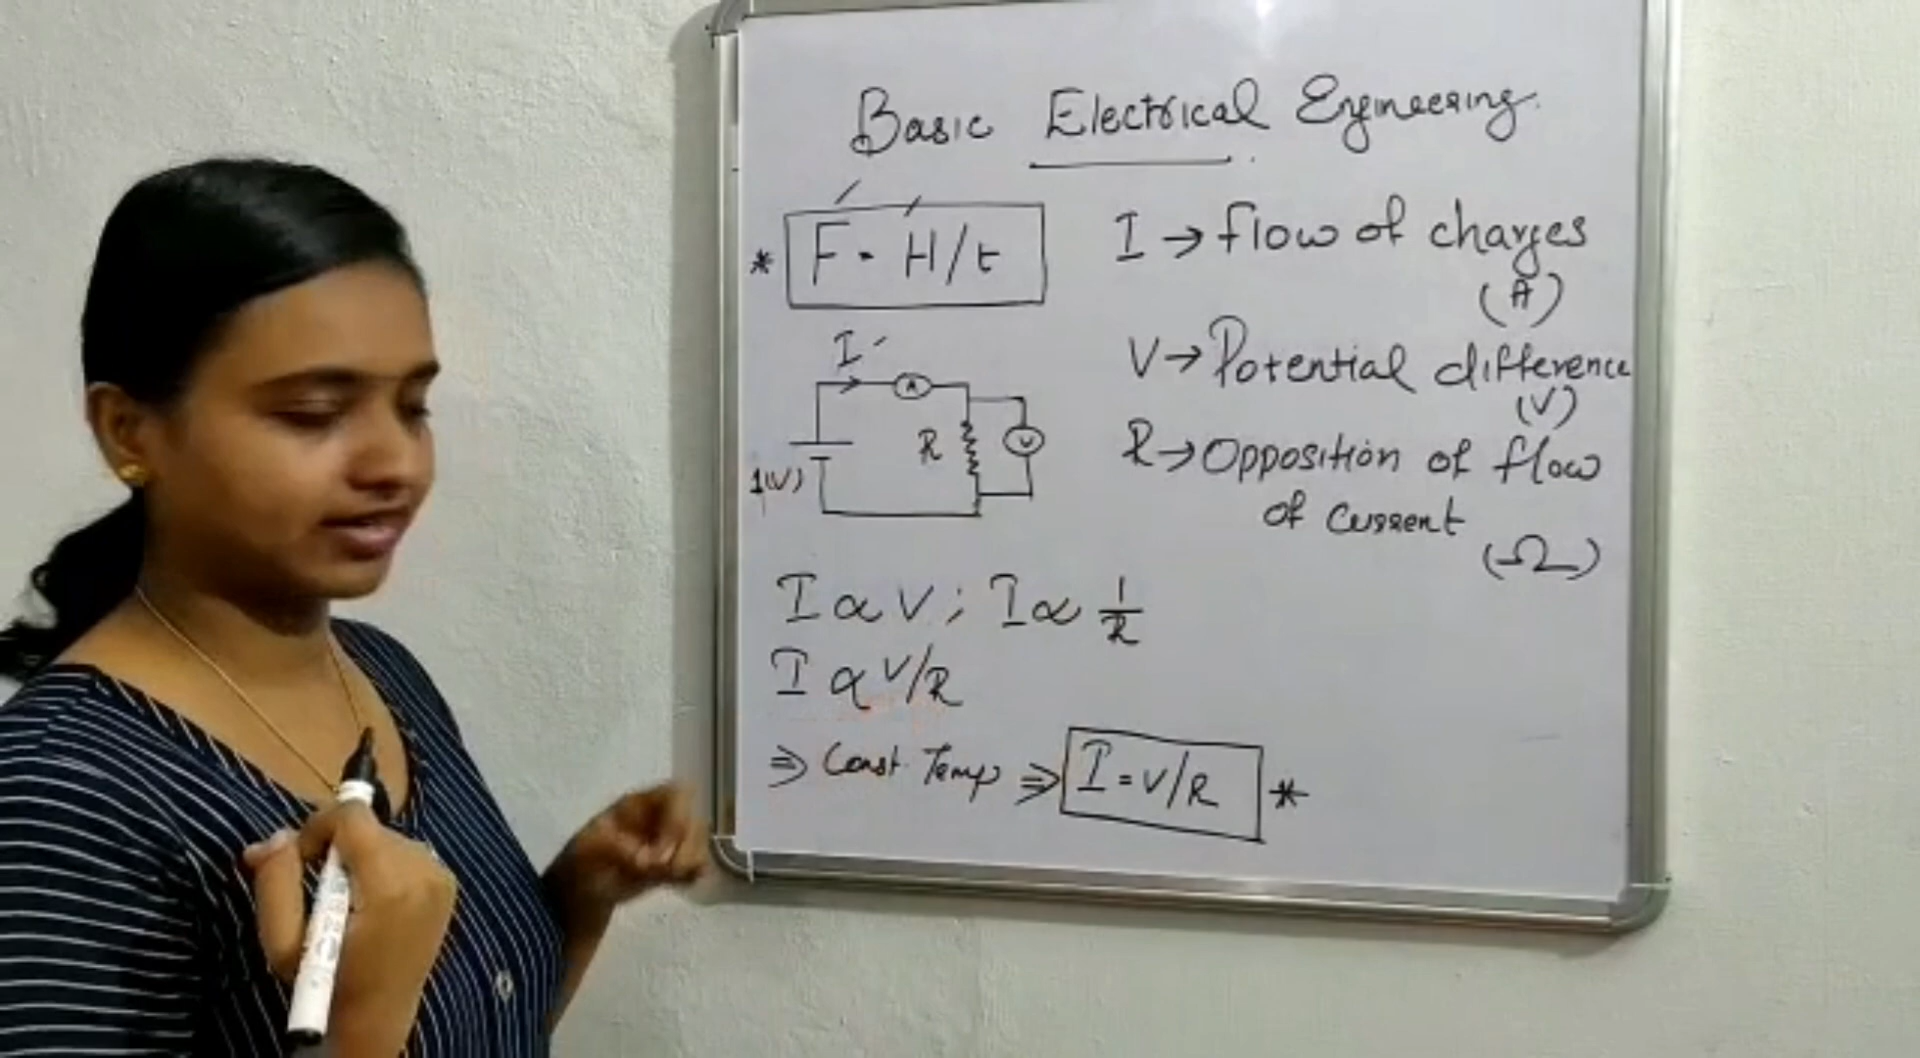 Basic Electrical Engineering.
* F = H/t
I → Flow of charges
(A)
V → Potential difference
(V)
R → Opposition of flow
of current
(Ω)
I
A
R
V
1(V)
I ∝ V ; I ∝ 1/R
I ∝ V/R
⇒ Const. Temp ⇒ I = V/R *